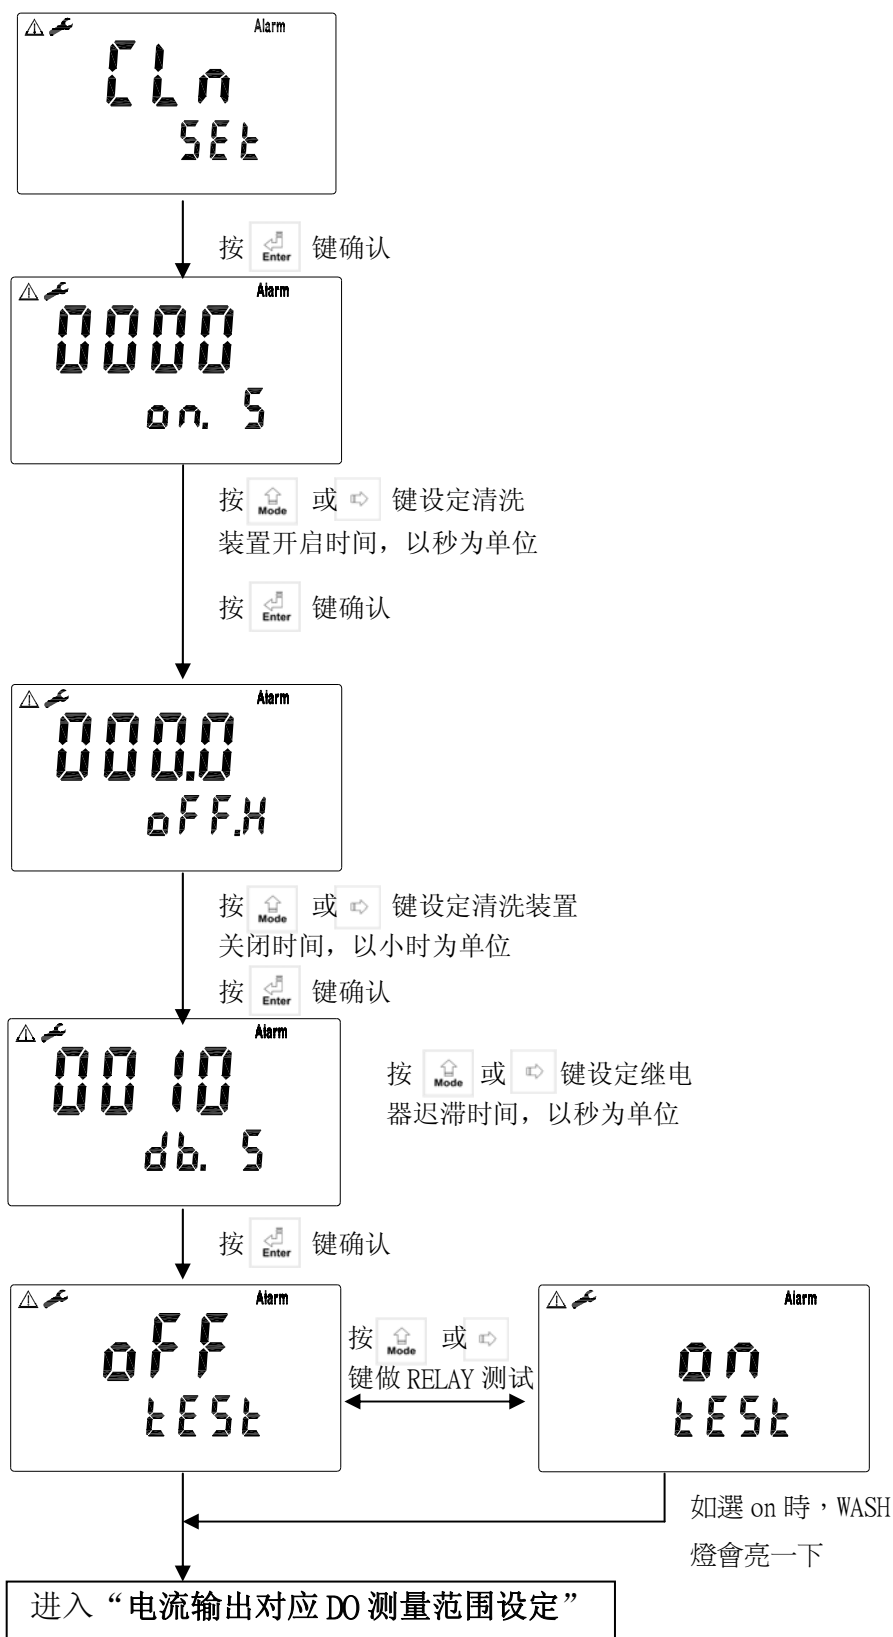 Alarm
CLn
SEt
按 Enter 键确认
Alarm
0000
on. S
按 Mode 或 键设定清洗
装置开启时间，以秒为单位
按 Enter 键确认
Alarm
000.0
oFF.H
按 Mode 或 键设定清洗装置
关闭时间，以小时为单位
按 Enter 键确认
Alarm
0010
db. S
按 Mode 或 键设定继电
器迟滞时间，以秒为单位
按 Enter 键确认
Alarm
oFF
tESt
按 Mode 或
键做 RELAY 测试
Alarm
on
tESt
如選 on 時，WASH
燈會亮一下
进入“电流输出对应 DO 测量范围设定”